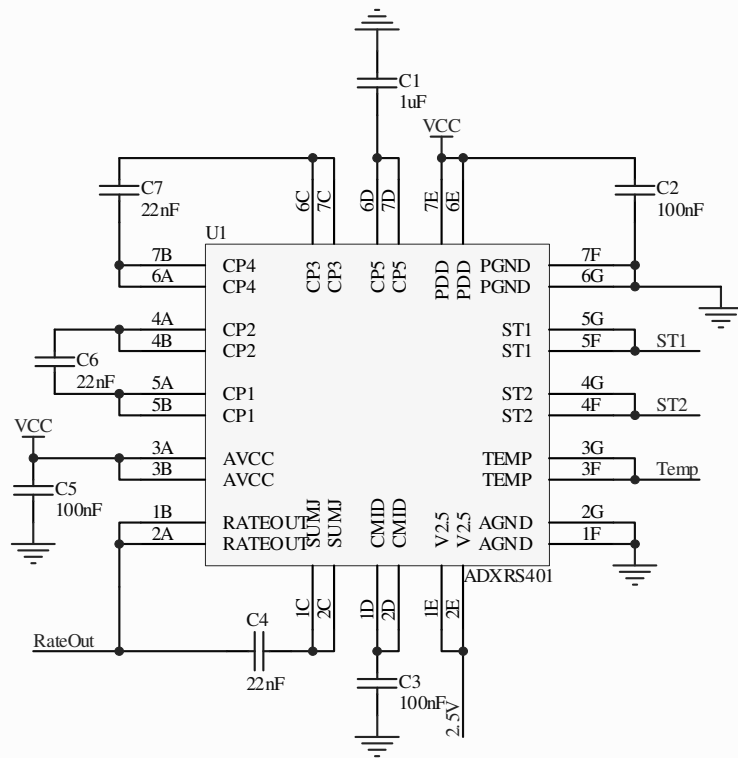 C1
1uF
VCC
C7
22nF
6C
7C
6D
7D
7E
6E
C2
100nF
U1
7B
CP4
6A
CP4
CP3
CP3
CP5
CP5
PDD
PDD
PGND
7F
PGND
6G
4A
CP2
4B
CP2
ST1
5G
ST1
5F
ST1
C6
22nF
5A
CP1
5B
CP1
ST2
4G
ST2
4F
ST2
VCC
3A
AVCC
3B
AVCC
TEMP
3G
TEMP
3F
Temp
C5
100nF
1B
RATEOUT
2A
RATEOUT
SUMJ
SUMJ
CMID
CMID
V2.5
V2.5
AGND
2G
AGND
1F
ADXRS401
1C
2C
1D
2D
1E
2E
RateOut
C4
22nF
C3
100nF
2.5V